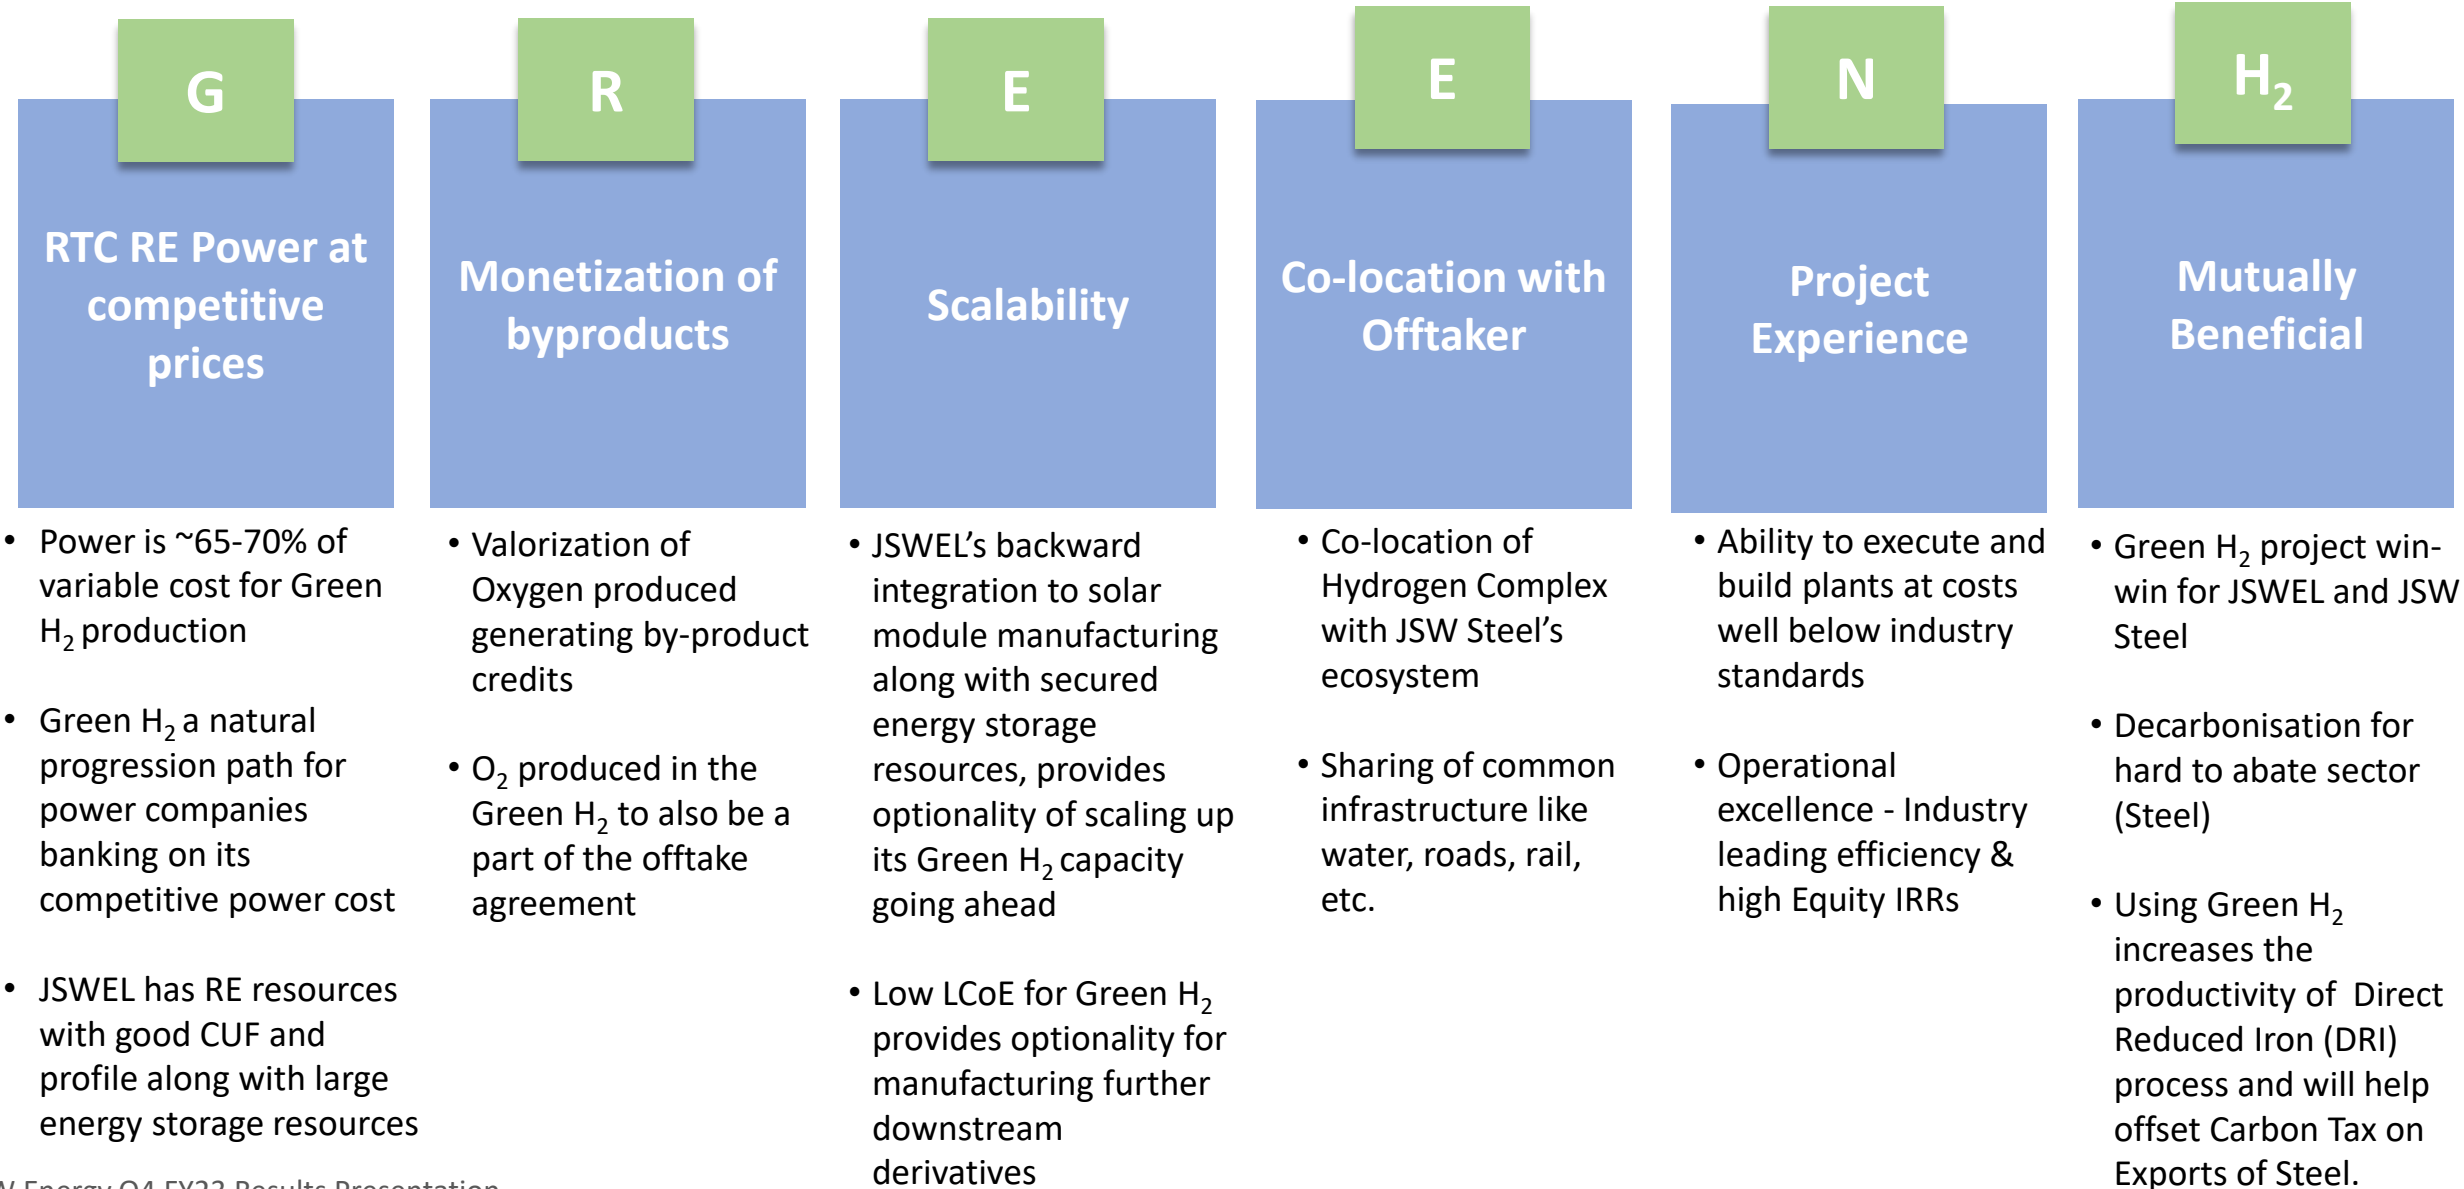 G
RTC RE Power at
competitive
prices
• Power is ~65-70% of
variable cost for Green
H₂ production
• Green H₂ a natural
progression path for
power companies
banking on its
competitive power cost
• JSWEL has RE resources
with good CUF and
profile along with large
energy storage resources
R
Monetization of
byproducts
• Valorization of
Oxygen produced
generating by-product
credits
• O₂ produced in the
Green H₂ to also be a
part of the offtake
agreement
E
Scalability
• JSWEL’s backward
integration to solar
module manufacturing
along with secured
energy storage
resources, provides
optionality of scaling up
its Green H₂ capacity
going ahead
• Low LCoE for Green H₂
provides optionality for
manufacturing further
downstream
derivatives
E
Co-location with
Offtaker
• Co-location of
Hydrogen Complex
with JSW Steel’s
ecosystem
• Sharing of common
infrastructure like
water, roads, rail,
etc.
N
Project
Experience
• Ability to execute and
build plants at costs
well below industry
standards
• Operational
excellence - Industry
leading efficiency &
high Equity IRRs
H₂
Mutually
Beneficial
• Green H₂ project win-
win for JSWEL and JSW
Steel
• Decarbonisation for
hard to abate sector
(Steel)
• Using Green H₂
increases the
productivity of Direct
Reduced Iron (DRI)
process and will help
offset Carbon Tax on
Exports of Steel.
W Energy Q4 FY23 Results Presentation